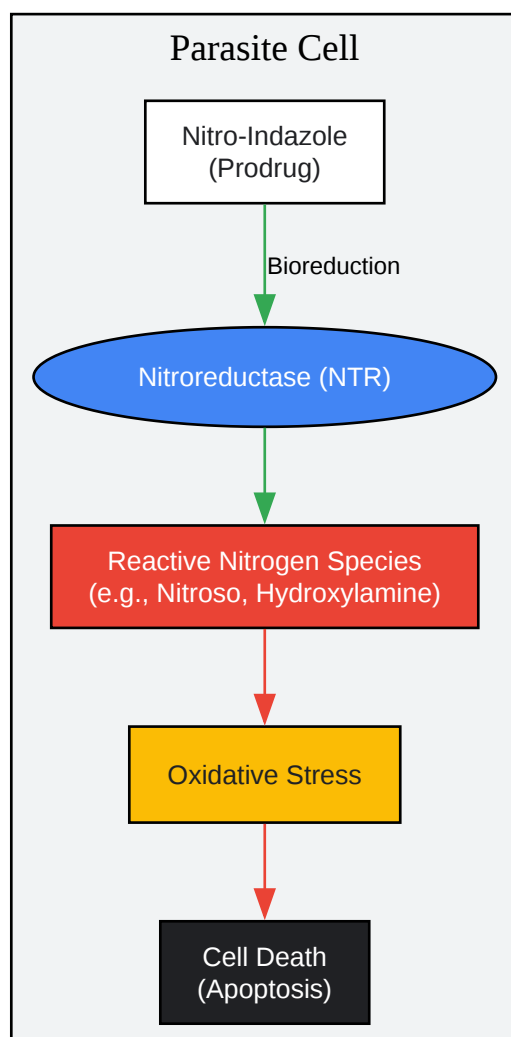 Parasite Cell
Nitro-Indazole
(Prodrug)
Bioreduction
Nitroreductase (NTR)
Reactive Nitrogen Species
(e.g., Nitroso, Hydroxylamine)
Oxidative Stress
Cell Death
(Apoptosis)